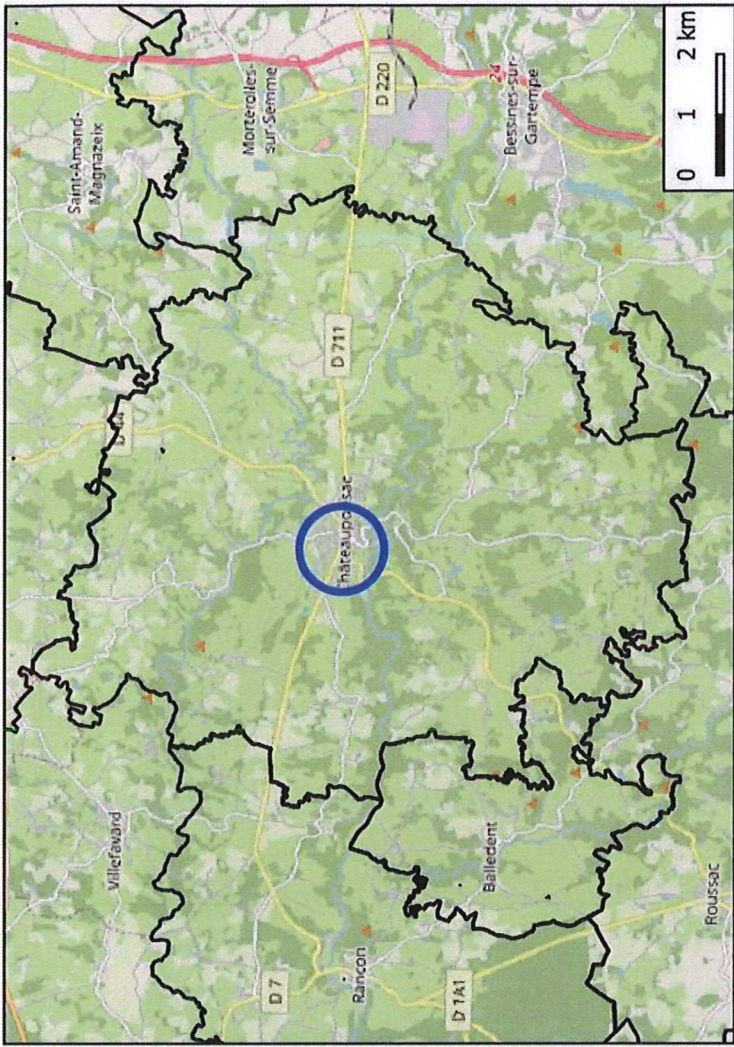 Saint-Amand-
Magnazeix
Villefavard
Morterolles-
sur-Semme
D 7
D 711
Rancon
D 220
D 1A1
Balledent
24
Bessines-sur-
Gartempe
Roussac
0 1 2 km